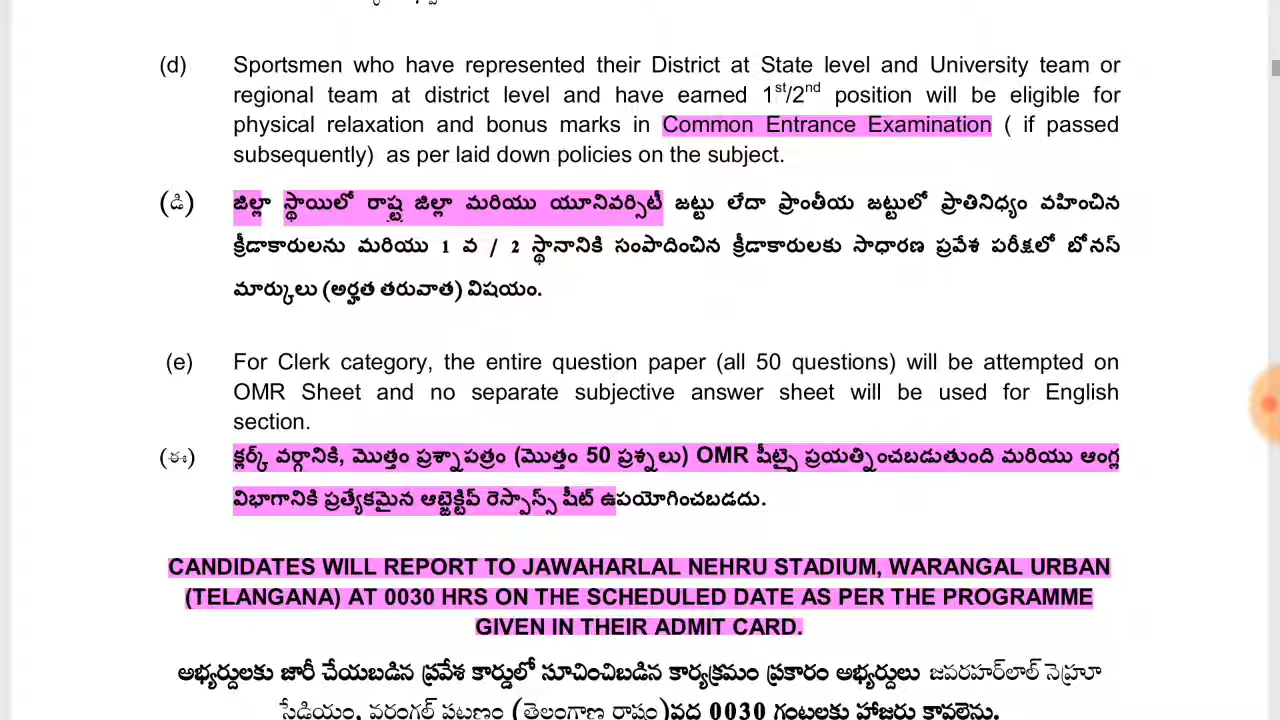 (d) Sportsmen who have represented their District at State level and University team or
regional team at district level and have earned 1st/2nd position will be eligible for
physical relaxation and bonus marks in Common Entrance Examination ( if passed
subsequently) as per laid down policies on the subject.
(డి) జిల్లా స్థాయిలో రాష్ట్ర జిల్లా మరియు యూనివర్సిటీ జట్టు లేదా ప్రాంతీయ జట్టులో ప్రాతినిధ్యం వహించిన
క్రీడాకారులను మరియు 1 వ / 2 స్థానానికి సంపాదించిన క్రీడాకారులకు సాధారణ ప్రవేశ పరీక్షలో బోనస్
మార్కులు (అర్హత తరువాత) విషయం.
(e) For Clerk category, the entire question paper (all 50 questions) will be attempted on
OMR Sheet and no separate subjective answer sheet will be used for English
section.
(ఈ) క్లర్క్ వర్గానికి, మొత్తం ప్రశ్నాపత్రం (మొత్తం 50 ప్రశ్నలు) OMR షీట్పై ప్రయత్నించబడుతుంది మరియు ఆంగ్ల
విభాగానికి ప్రత్యేకమైన ఆబ్జెక్టివ్ రెస్పాన్స్ షీట్ ఉపయోగించబడదు.
CANDIDATES WILL REPORT TO JAWAHARLAL NEHRU STADIUM, WARANGAL URBAN
(TELANGANA) AT 0030 HRS ON THE SCHEDULED DATE AS PER THE PROGRAMME
GIVEN IN THEIR ADMIT CARD.
అభ్యర్దులకు జారీ చేయబడిన ప్రవేశ కార్డులో సూచించిబడిన కార్యక్రమం ప్రకారం అభ్యర్దులు జవరహర్‌లాల్ నెహ్రూ
స్టేడియం, వరంగల్ పట్టణం (తెలంగాణ రాష్ట్రం)వద్ద 0030 గంటలకు హాజరు కావలెను.